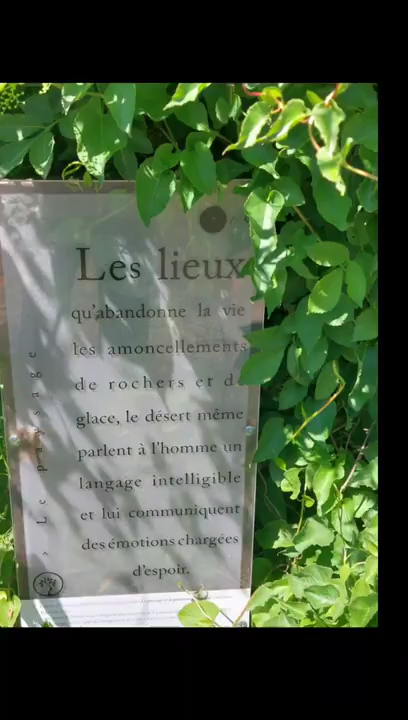 Les lieux
qu'abandonne la vie
les amoncellements
de rochers et d
glace, le désert même
parlent à l'homme un
langage intelligible
et lui communiquent
des émotions chargées
d'espoir.
Le paysage